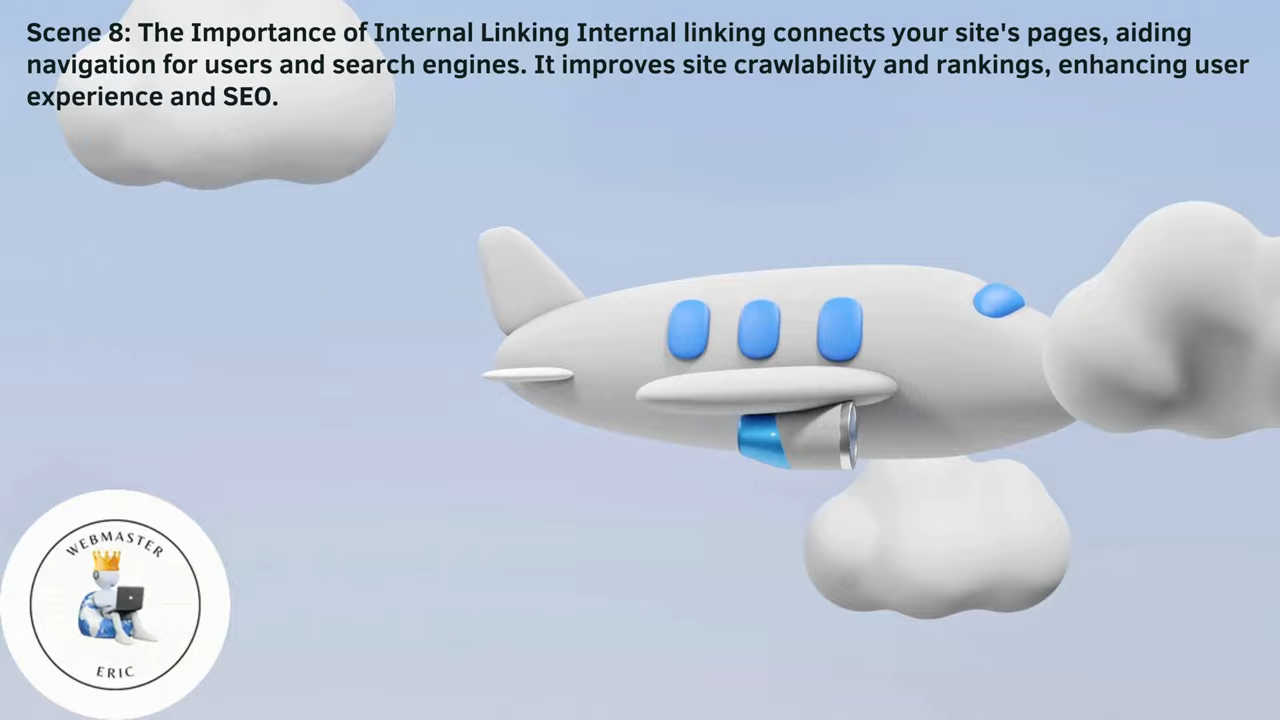 Scene 8: The Importance of Internal Linking Internal linking connects your site's pages, aiding
navigation for users and search engines. It improves site crawlability and rankings, enhancing user
experience and SEO.
WEBMASTER
ERIC